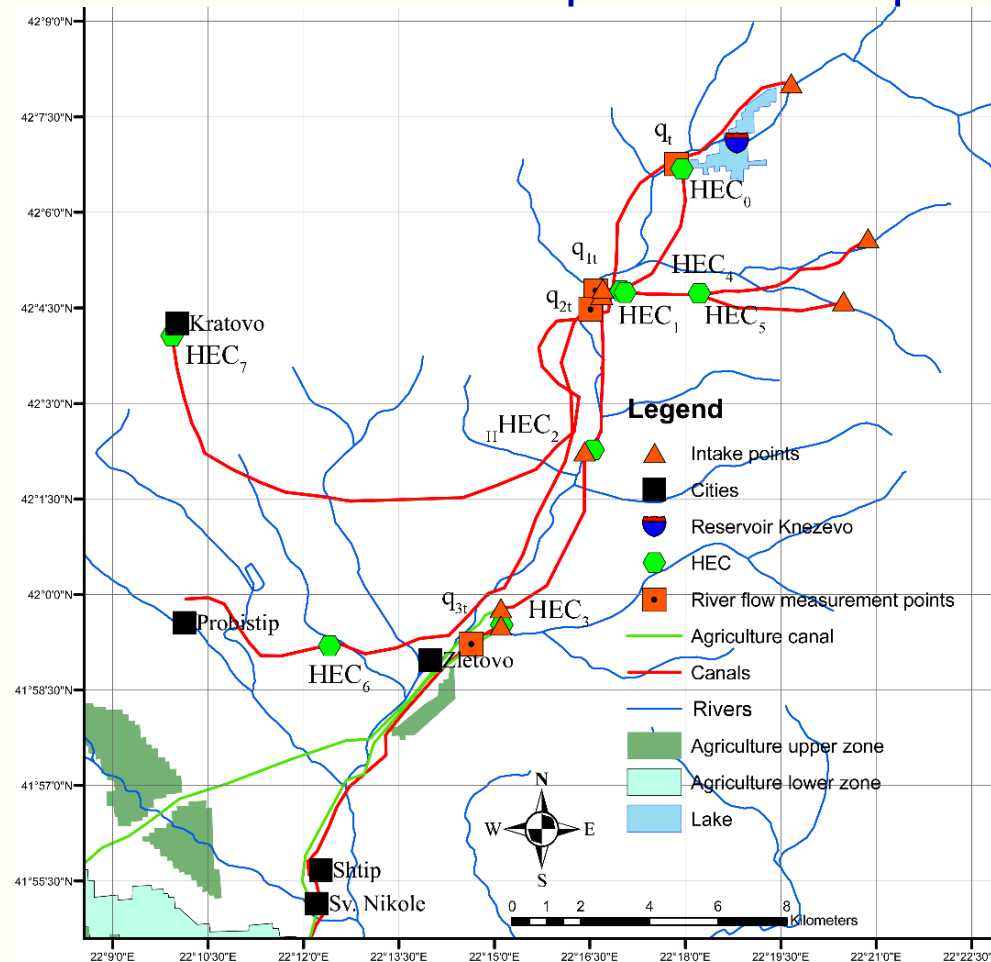 42°9'0"N
42°7'30"N
42°6'0"N
42°4'30"N
42°3'0"N
42°1'30"N
42°0'0"N
41°58'30"N
41°57'0"N
41°55'30"N
qt
HEC0
q1t
HEC4
q2t
HEC1
HEC5
Kratovo
HEC7
IIHEC2
q3t
HEC3
Probistip
Zletovo
HEC6
Shtip
Sv. Nikole
Legend
Intake points
Cities
Reservoir Knezevo
HEC
River flow measurement points
Agriculture canal
Canals
Rivers
Agriculture upper zone
Agriculture lower zone
Lake
N
W E
S
0 1 2 4 6 8
Kilometers
22°9'0"E 22°10'30"E 22°12'0"E 22°13'30"E 22°15'0"E 22°16'30"E 22°18'0"E 22°19'30"E 22°21'0"E 22°22'30"E